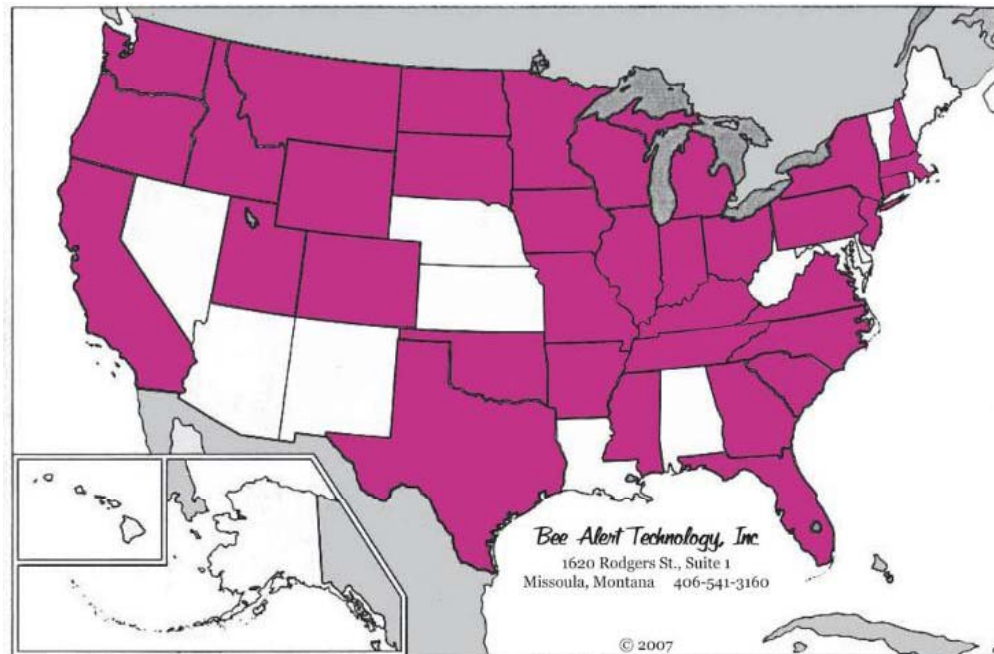 Bee Alert Technology, Inc
1620 Rodgers St., Suite 1
Missoula, Montana 406-541-3160
© 2007